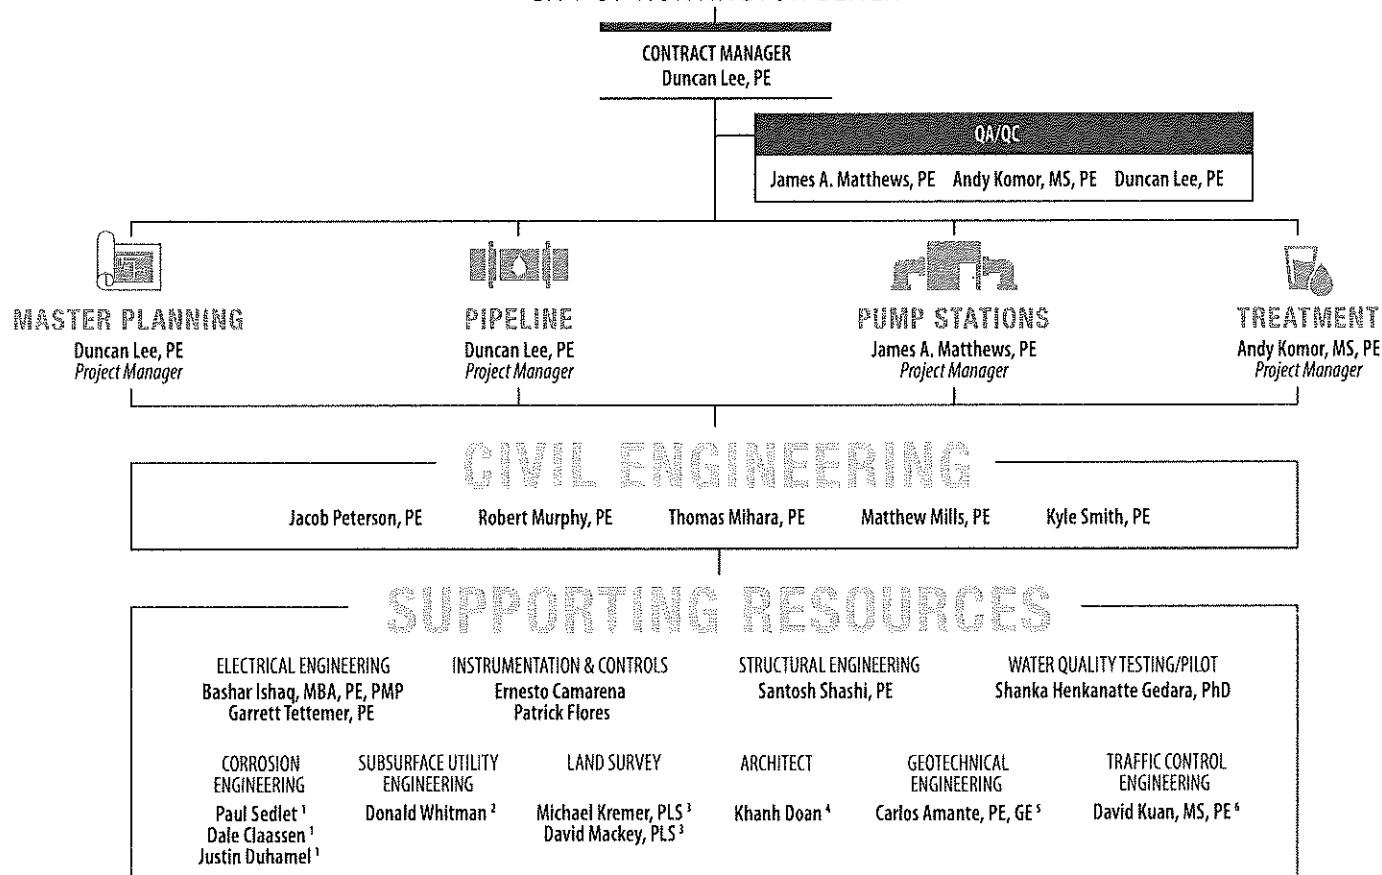 CONTRACT MANAGER
Duncan Lee, PE
QA/QC
James A. Matthews, PE Andy Komor, MS, PE Duncan Lee, PE
MASTER PLANNING
Duncan Lee, PE
Project Manager
PIPELINE
Duncan Lee, PE
Project Manager
PUMP STATIONS
James A. Matthews, PE
Project Manager
TREATMENT
Andy Komor, MS, PE
Project Manager
CIVIL ENGINEERING
Jacob Peterson, PE Robert Murphy, PE Thomas Mihara, PE Matthew Mills, PE Kyle Smith, PE
SUPPORTING RESOURCES
ELECTRICAL ENGINEERING
Bashar Ishaq, MBA, PE, PMP
Garrett Tettemer, PE
INSTRUMENTATION & CONTROLS
Ernesto Camarena
Patrick Flores
STRUCTURAL ENGINEERING
Santosh Shashi, PE
WATER QUALITY TESTING/PILOT
Shanka Henkanatte Gedara, PhD
CORROSION
ENGINEERING
Paul Sedlet ¹
Dale Claassen ¹
Justin Duhamel ¹
SUBSURFACE UTILITY
ENGINEERING
Donald Whitman ²
LAND SURVEY
Michael Kremer, PLS ³
David Mackey, PLS ³
ARCHITECT
Khanh Doan ⁴
GEOTECHNICAL
ENGINEERING
Carlos Amante, PE, GE ⁵
TRAFFIC CONTROL
ENGINEERING
David Kuan, MS, PE ⁶